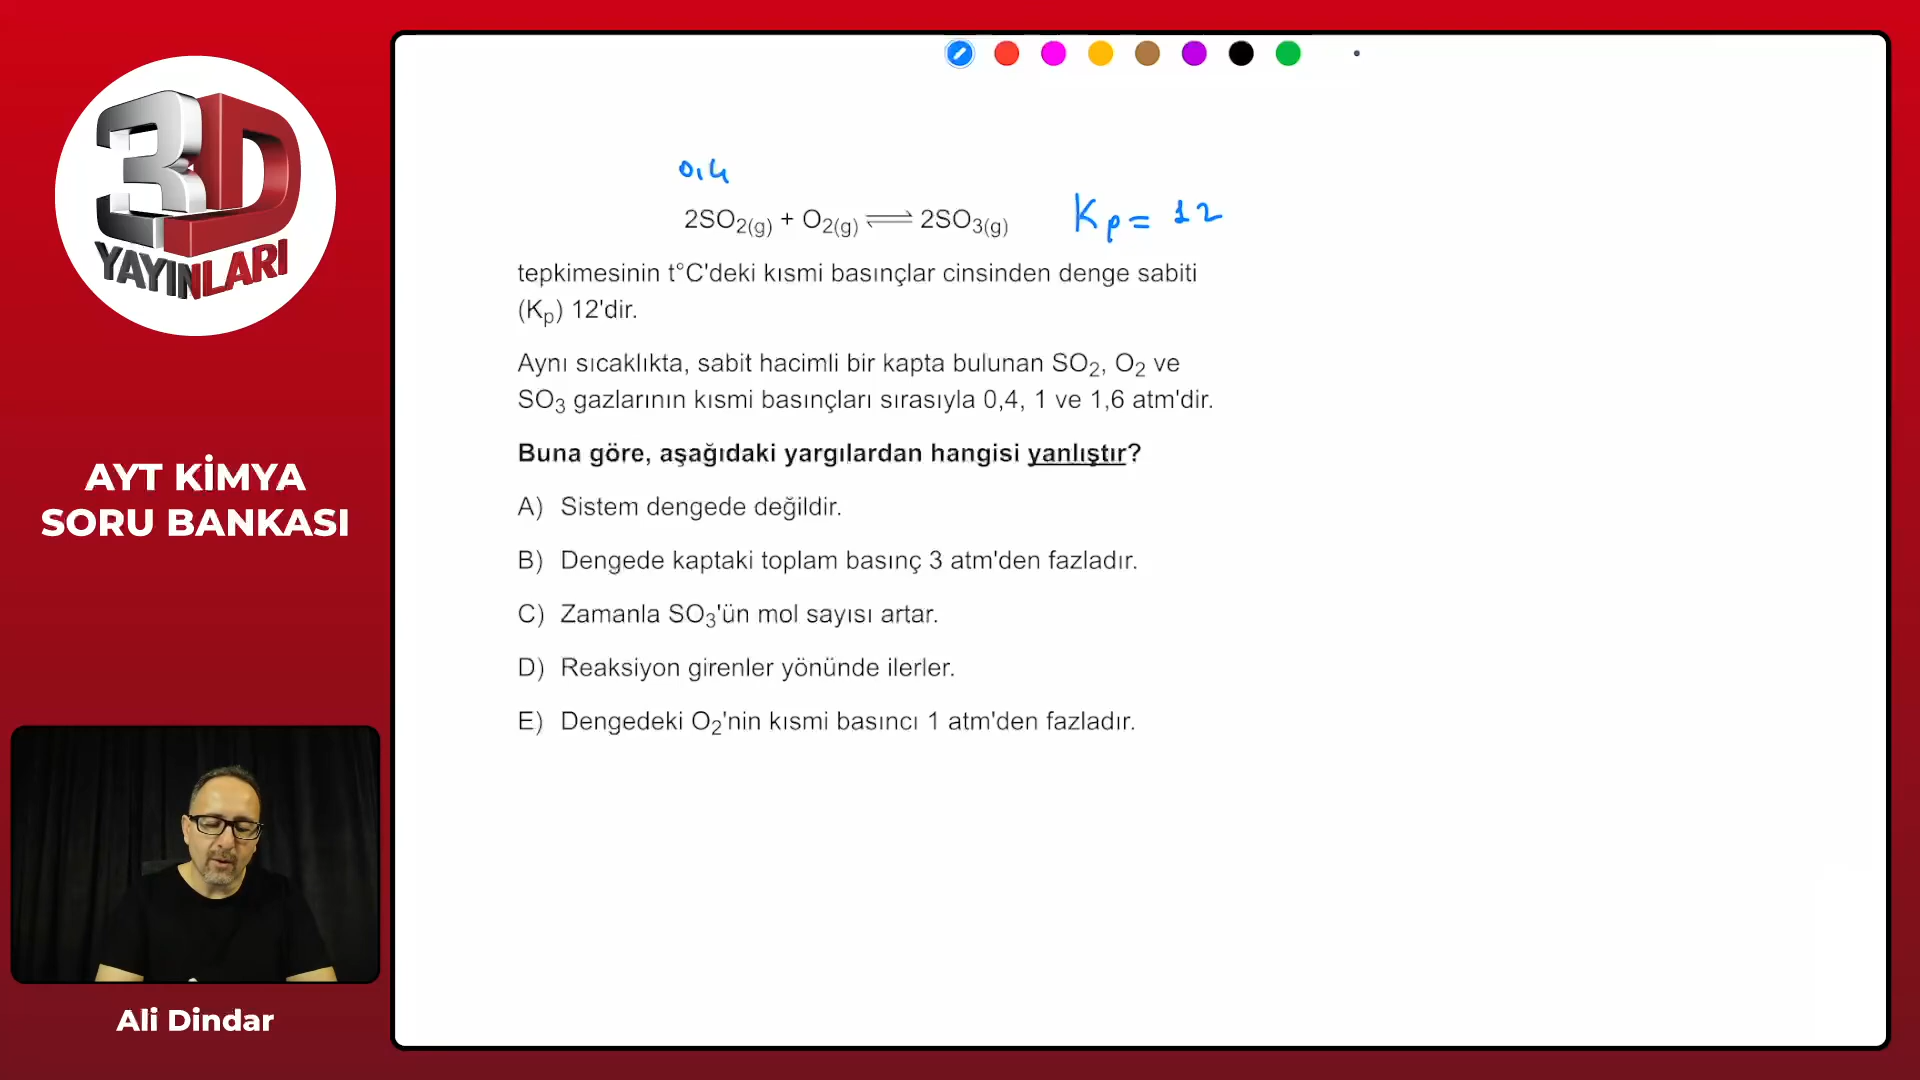 3D
YAYINLARI
AYT KİMYA
SORU BANKASI
Ali Dindar
0,4
2SO2(g) + O2(g) ⇌ 2SO3(g) Kp = 12
tepkimesinin t°C'deki kısmi basınçlar cinsinden denge sabiti
(Kp) 12'dir.
Aynı sıcaklıkta, sabit hacimli bir kapta bulunan SO2, O2 ve
SO3 gazlarının kısmi basınçları sırasıyla 0,4, 1 ve 1,6 atm'dir.
Buna göre, aşağıdaki yargılardan hangisi yanlıştır?
A) Sistem dengede değildir.
B) Dengede kaptaki toplam basınç 3 atm'den fazladır.
C) Zamanla SO3'ün mol sayısı artar.
D) Reaksiyon girenler yönünde ilerler.
E) Dengedeki O2'nin kısmi basıncı 1 atm'den fazladır.